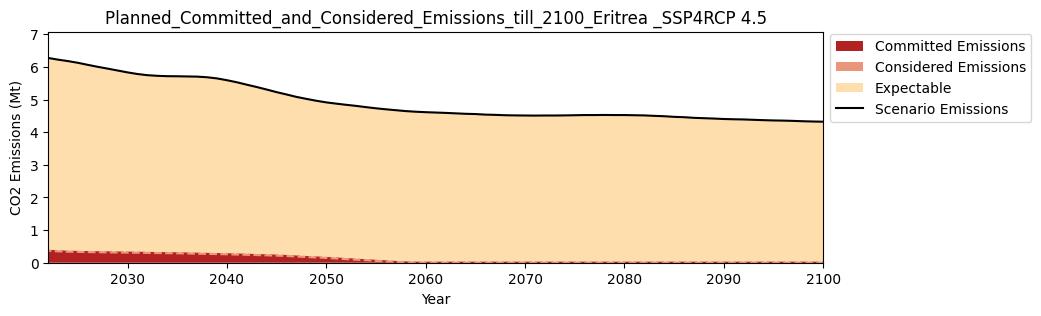 Planned_Committed_and_Considered_Emissions_till_2100_Eritrea _SSP4RCP 4.5
CO2 Emissions (Mt)
7
6
5
4
3
2
1
0
2030
2040
2050
2060
2070
2080
2090
2100
Year
Committed Emissions
Considered Emissions
Expectable
Scenario Emissions